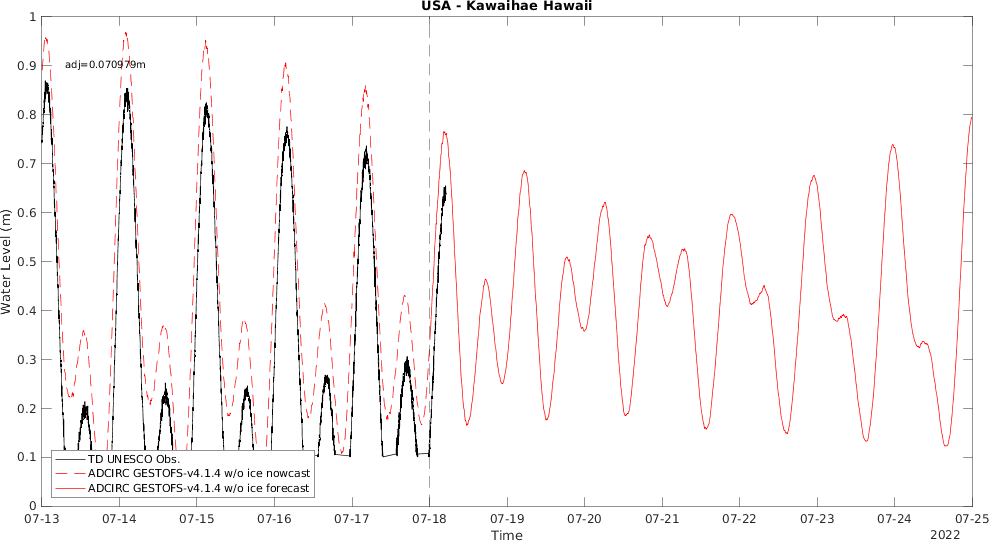 USA - Kawaihae Hawaii
1
0.9
0.8
0.7
0.6
0.5
0.4
0.3
0.2
0.1
0
Water Level (m)
adj=0.070979m
TD UNESCO Obs.
ADCIRC GESTOFS-v4.1.4 w/o ice nowcast
ADCIRC GESTOFS-v4.1.4 w/o ice forecast
07-13 07-14 07-15 07-16 07-17 07-18 07-19 07-20 07-21 07-22 07-23 07-24 07-25
Time
2022